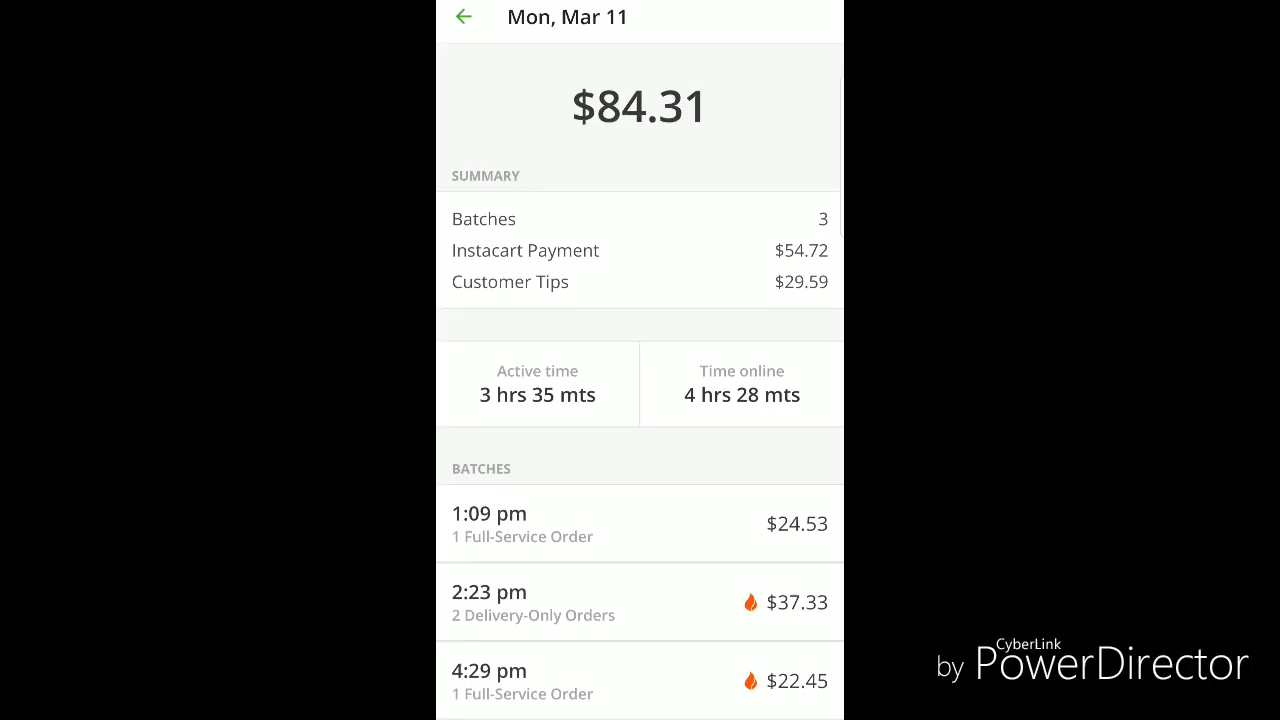 Mon, Mar 11
$84.31
SUMMARY
Batches 3
Instacart Payment $54.72
Customer Tips $29.59
Active time Time online
3 hrs 35 mts 4 hrs 28 mts
BATCHES
1:09 pm
1 Full-Service Order $24.53
2:23 pm
2 Delivery-Only Orders $37.33
4:29 pm
1 Full-Service Order $22.45
CyberLink
by PowerDirector